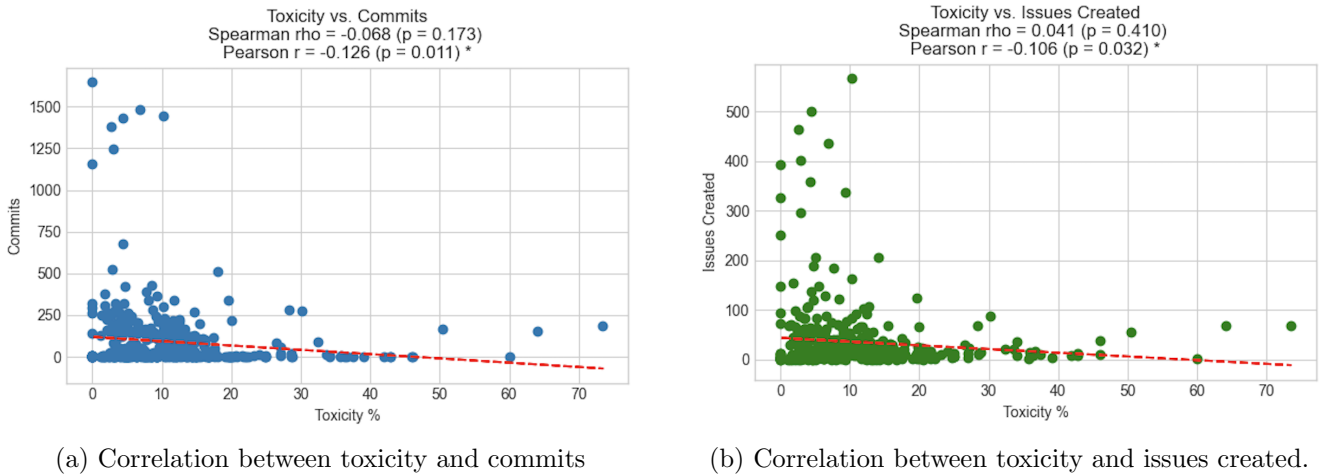 Toxicity vs. Commits
Spearman rho = -0.068 (p = 0.173)
Pearson r = -0.126 (p = 0.011) *
1500
1250
1000
750
500
250
0
Commits
0 10 20 30 40 50 60 70
Toxicity %
(a) Correlation between toxicity and commits
Toxicity vs. Issues Created
Spearman rho = 0.041 (p = 0.410)
Pearson r = -0.106 (p = 0.032) *
500
400
300
200
100
0
Issues Created
0 10 20 30 40 50 60 70
Toxicity %
(b) Correlation between toxicity and issues created.